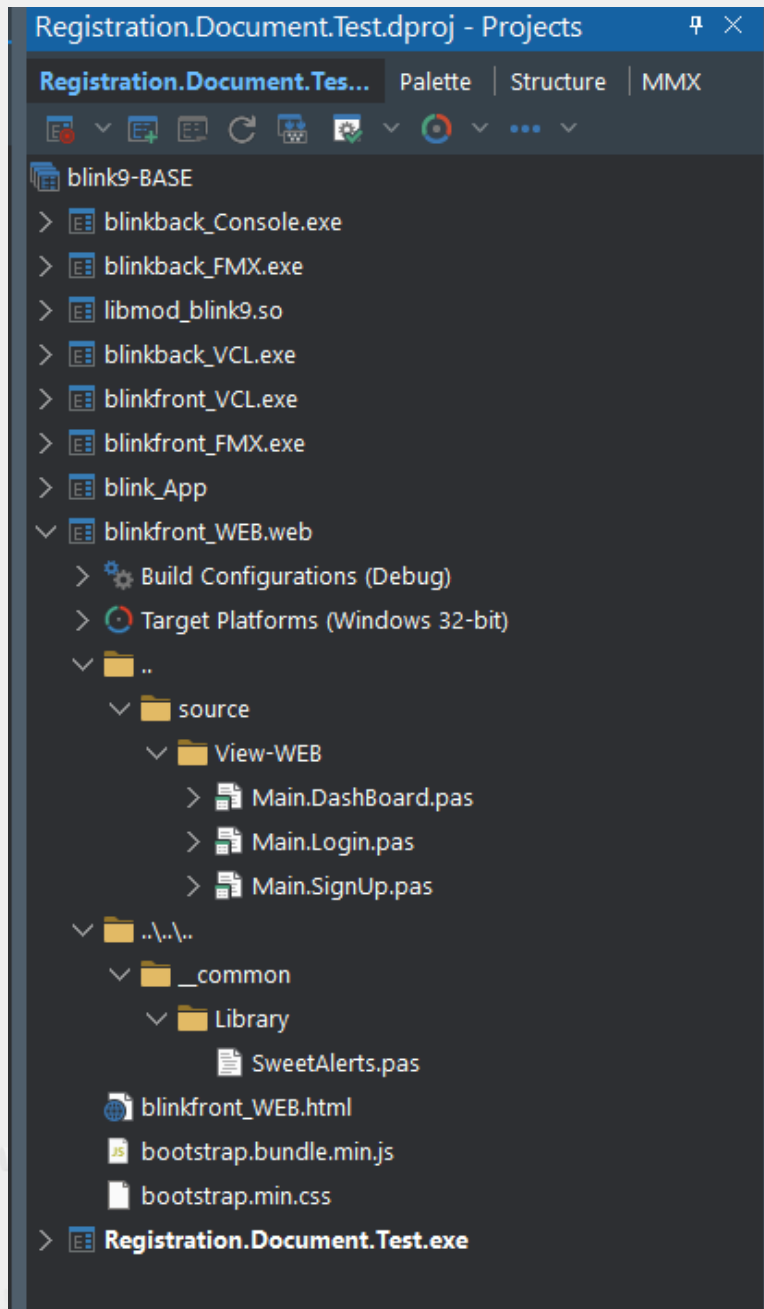 Registration.Document.Test.dproj - Projects
Registration.Document.Tes... Palette Structure MMX
blink9-BASE
blinkback_Console.exe
blinkback_FMX.exe
libmod_blink9.so
blinkback_VCL.exe
blinkfront_VCL.exe
blinkfront_FMX.exe
blink_App
blinkfront_WEB.web
Build Configurations (Debug)
Target Platforms (Windows 32-bit)
..
source
View-WEB
Main.DashBoard.pas
Main.Login.pas
Main.SignUp.pas
..\..\..
__common
Library
SweetAlerts.pas
blinkfront_WEB.html
JS bootstrap.bundle.min.js
bootstrap.min.css
Registration.Document.Test.exe